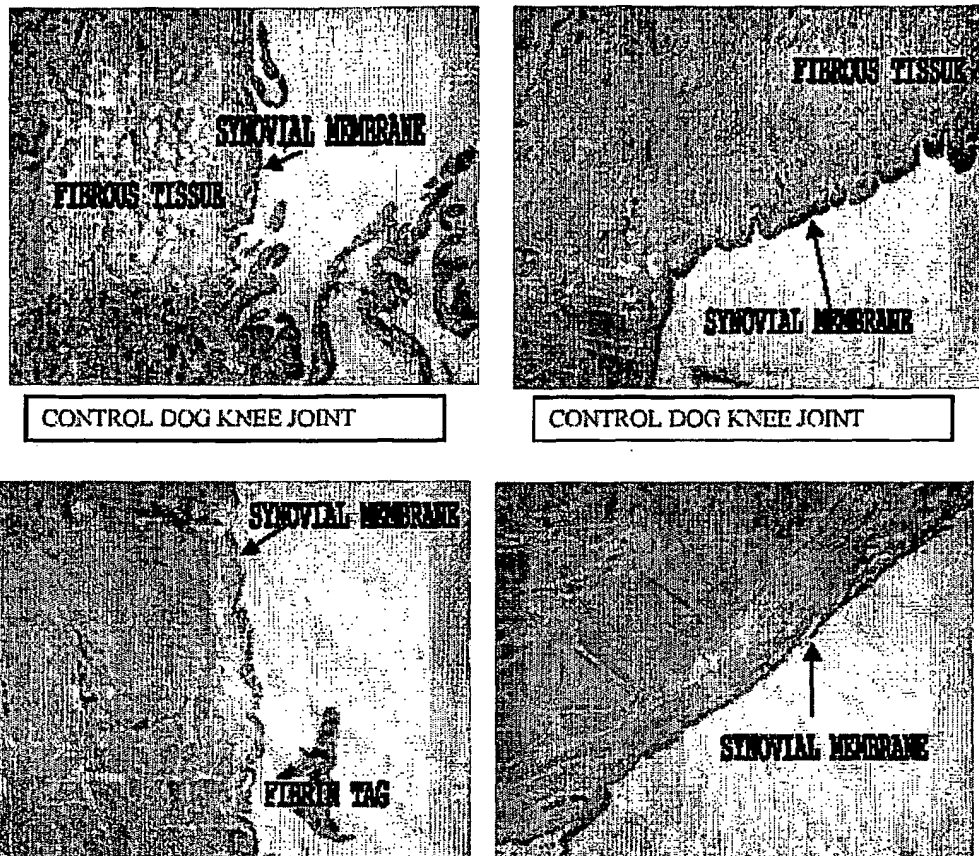 SYNOVIAL MEMBRANE
FIBROUS TISSUE
FIBROUS TISSUE
SYNOVIAL MEMBRANE
CONTROL DOG KNEE JOINT
CONTROL DOG KNEE JOINT
SYNOVIAL MEMBRANE
FIBRIN TAG
SYNOVIAL MEMBRANE